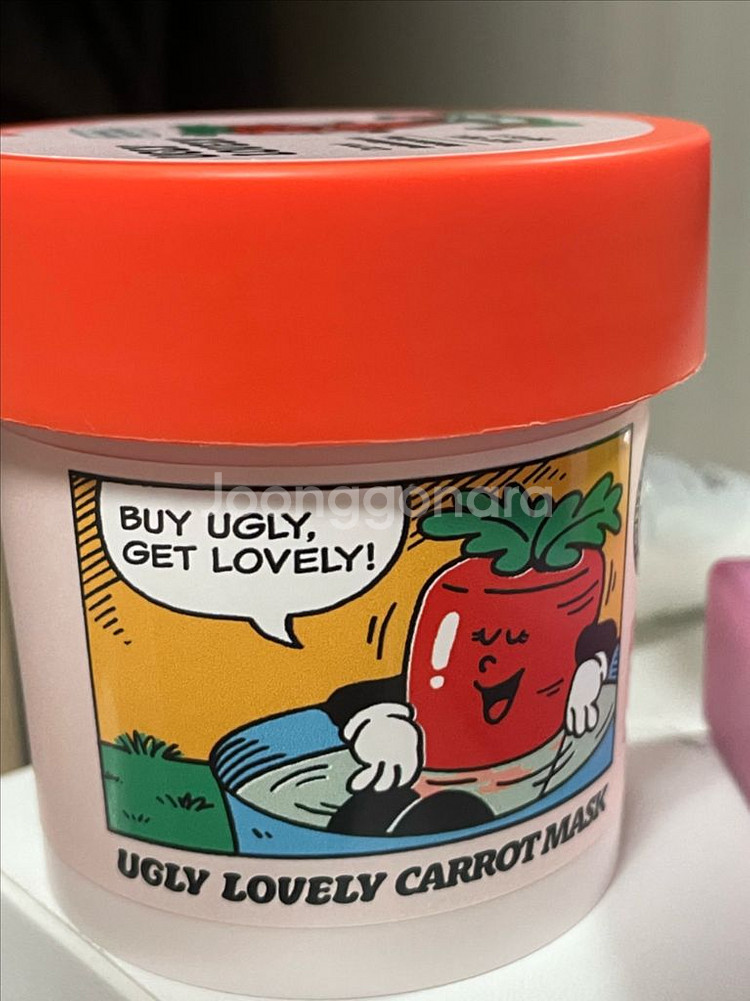 Joonggonara
BUY UGLY,
GET LOVELY!
UGLY LOVELY CARROT MASK